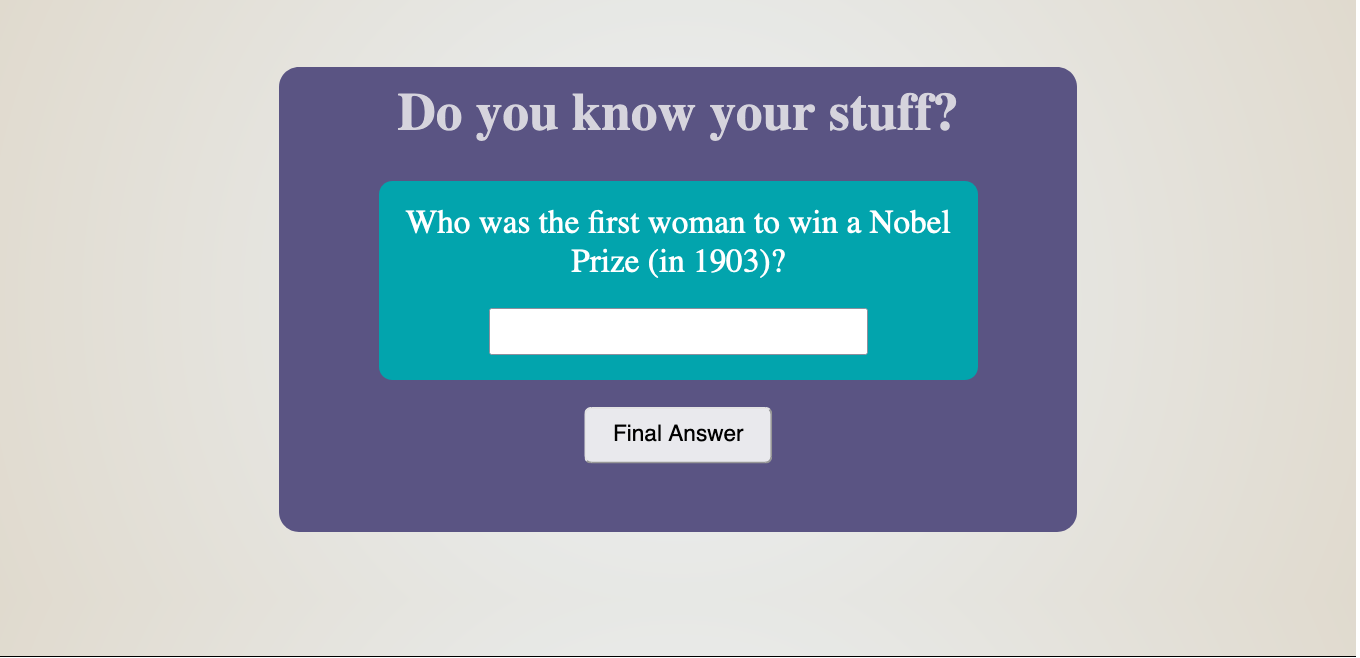 Do you know your stuff?
Who was the first woman to win a Nobel
Prize (in 1903)?
Final Answer